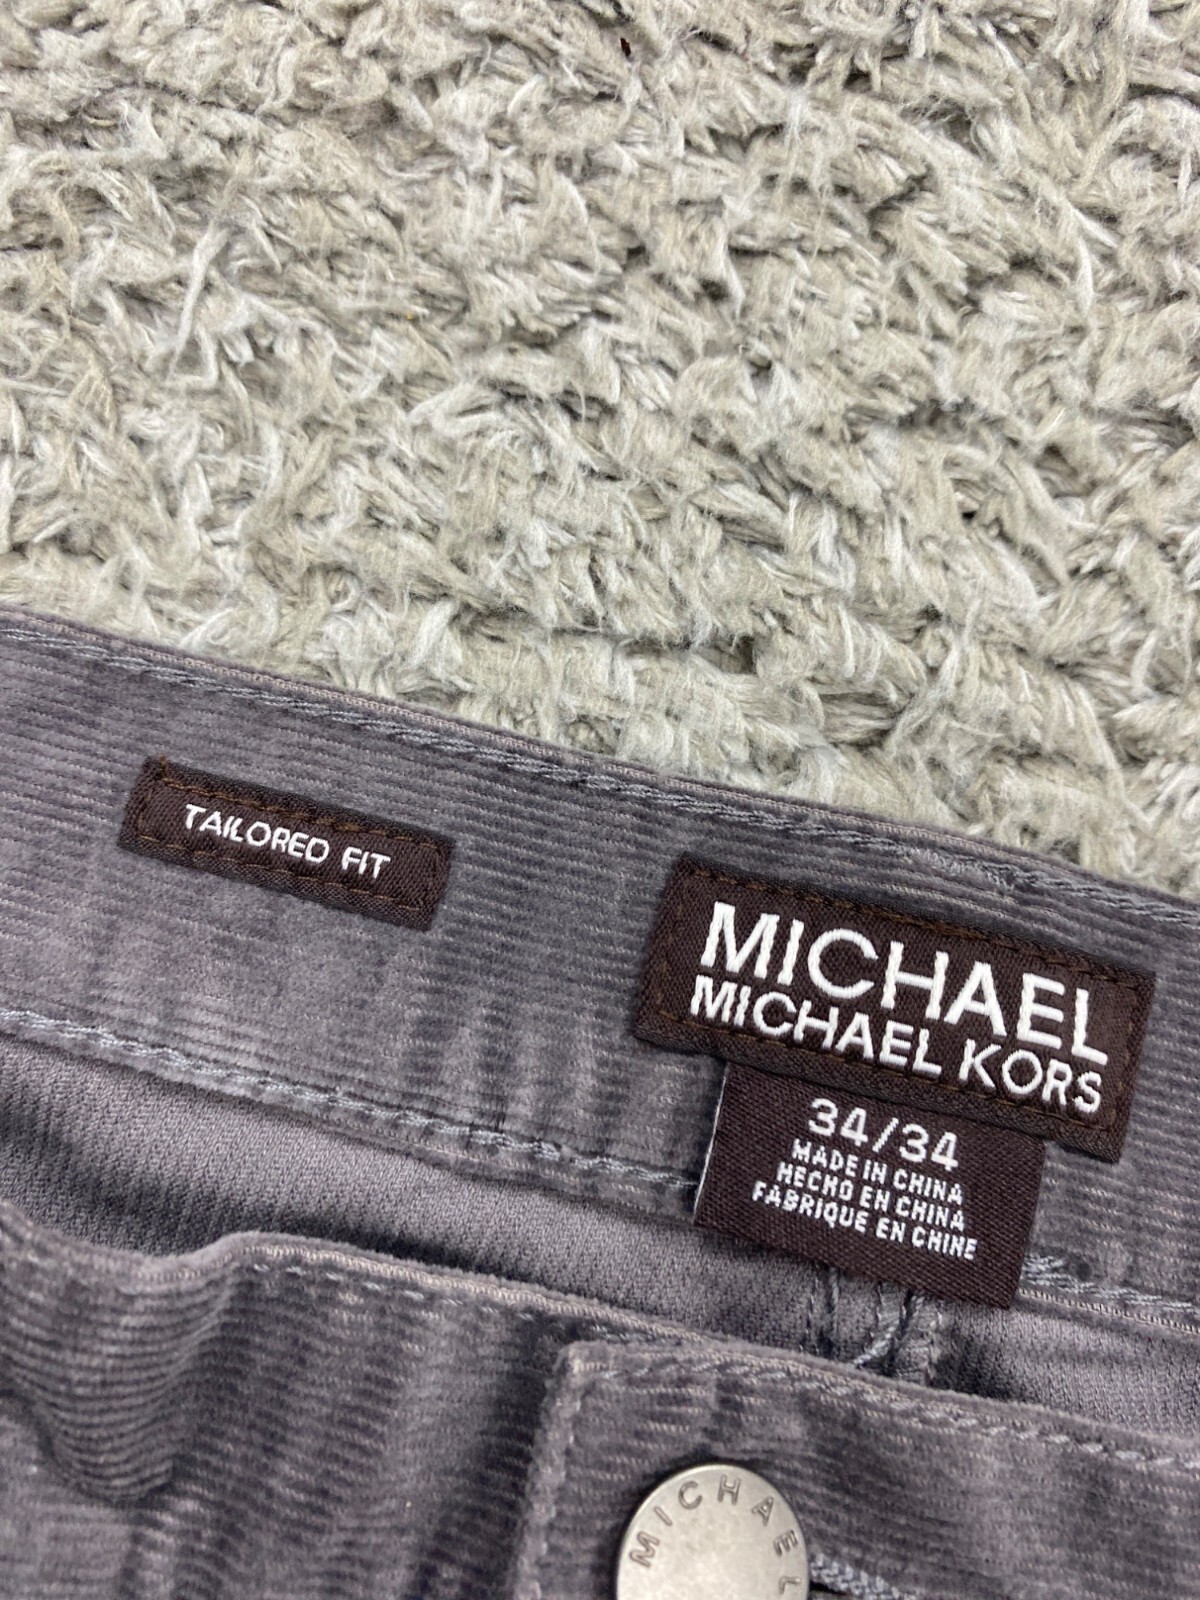 TAILORED FIT
MICHAEL
MICHAEL KORS
34/34
MADE IN CHINA
HECHO EN CHINA
FABRIQUE EN CHINE
MICHAEL